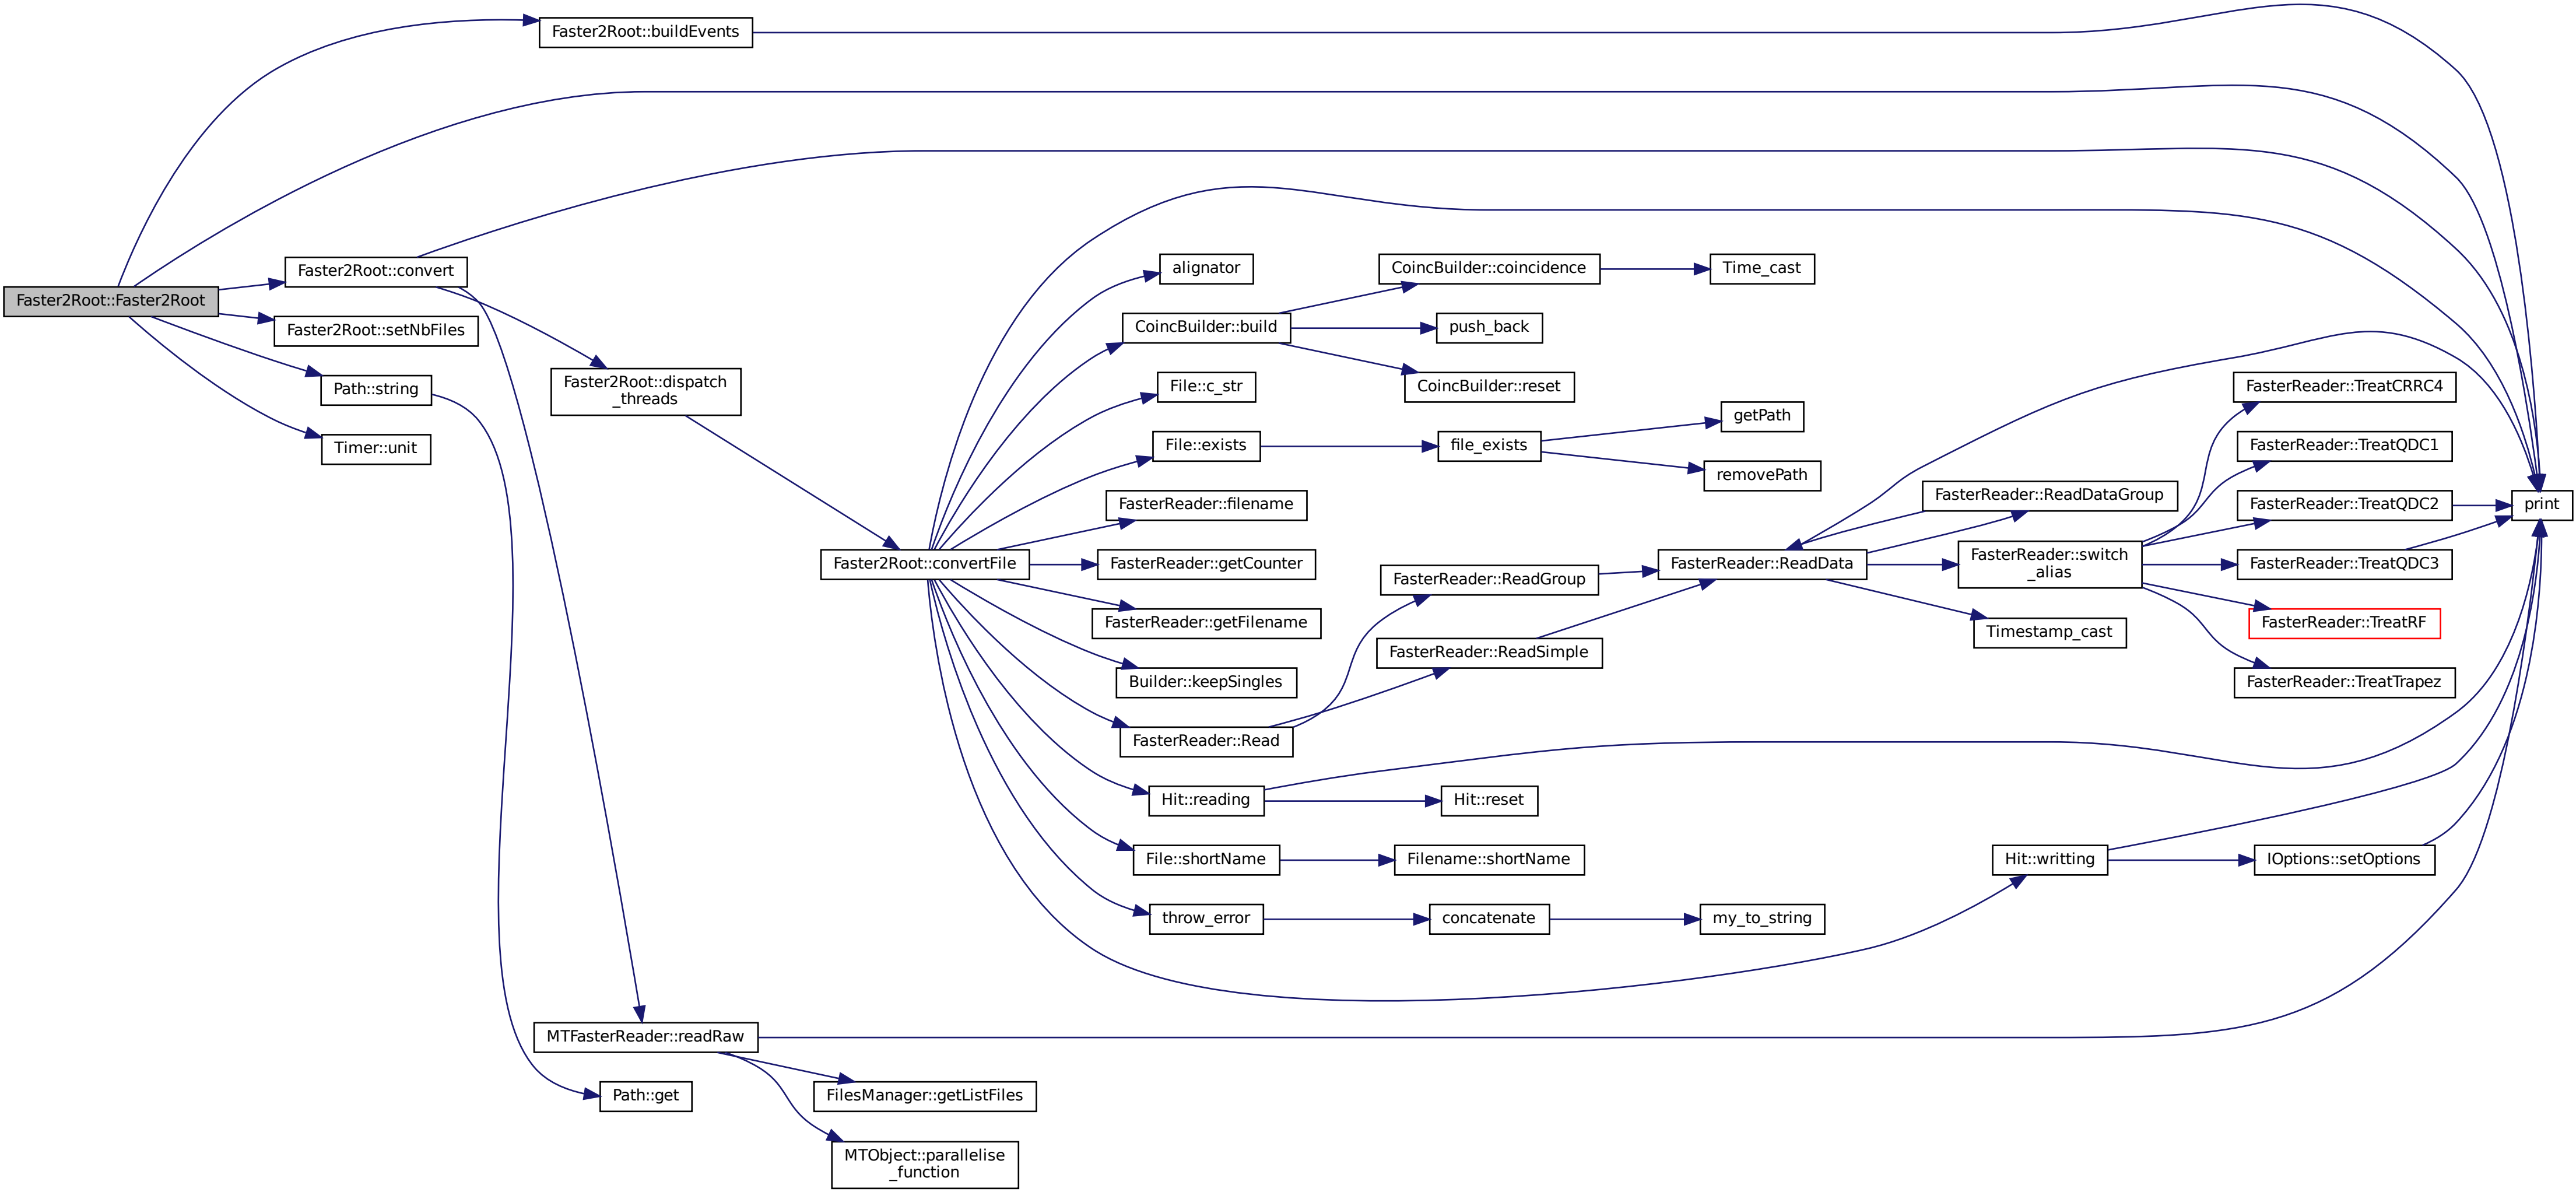 Faster2Root::Faster2Root
Faster2Root::buildEvents
Faster2Root::convert
Faster2Root::setNbFiles
Path::string
Timer::unit
Faster2Root::dispatch
_threads
MTFasterReader::readRaw
Path::get
FilesManager::getListFiles
MTObject::parallelise
_function
Faster2Root::convertFile
alignator
CoincBuilder::build
File::c_str
File::exists
FasterReader::filename
FasterReader::getCounter
FasterReader::getFilename
Builder::keepSingles
FasterReader::Read
Hit::reading
File::shortName
throw_error
CoincBuilder::coincidence
push_back
CoincBuilder::reset
file_exists
FasterReader::ReadGroup
FasterReader::ReadSimple
Hit::reset
Filename::shortName
concatenate
Time_cast
getPath
removePath
FasterReader::ReadData
my_to_string
FasterReader::ReadDataGroup
FasterReader::switch
_alias
Timestamp_cast
Hit::writting
FasterReader::TreatCRRC4
FasterReader::TreatQDC1
FasterReader::TreatQDC2
FasterReader::TreatQDC3
FasterReader::TreatRF
FasterReader::TreatTrapez
IOptions::setOptions
print